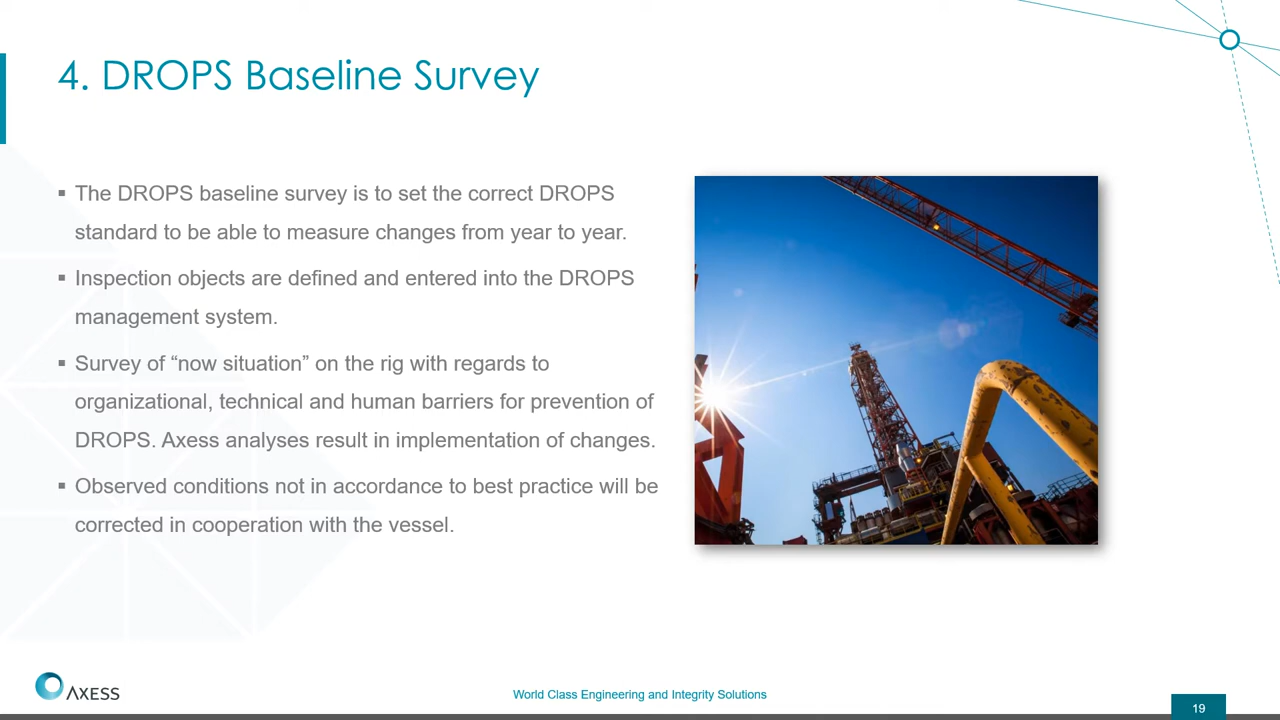 4. DROPS Baseline Survey
▪ The DROPS baseline survey is to set the correct DROPS
standard to be able to measure changes from year to year.
▪ Inspection objects are defined and entered into the DROPS
management system.
▪ Survey of “now situation” on the rig with regards to
organizational, technical and human barriers for prevention of
DROPS. Axess analyses result in implementation of changes.
▪ Observed conditions not in accordance to best practice will be
corrected in cooperation with the vessel.
AXESS
World Class Engineering and Integrity Solutions
19